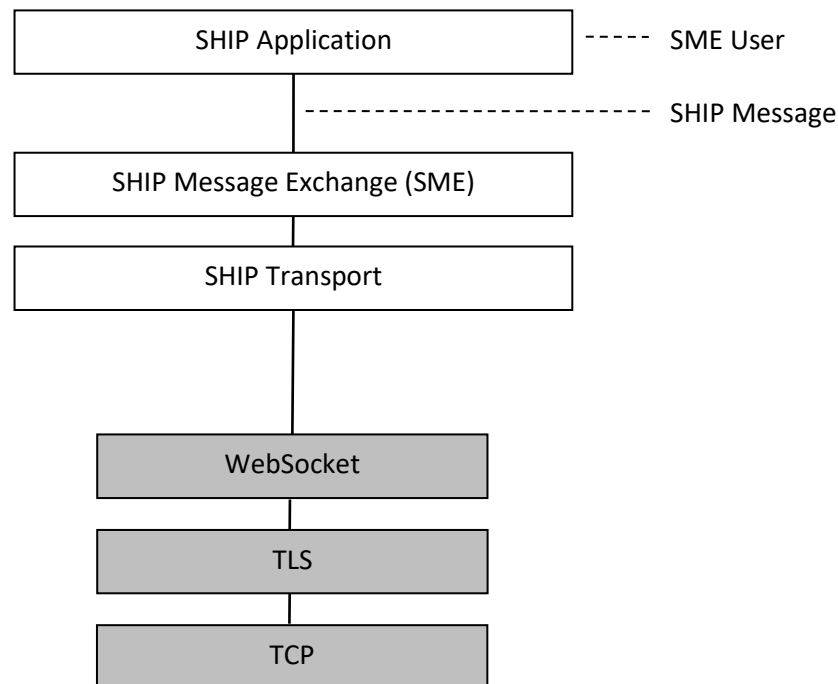 SHIP Application
SME User
SHIP Message
SHIP Message Exchange (SME)
SHIP Transport
WebSocket
TLS
TCP